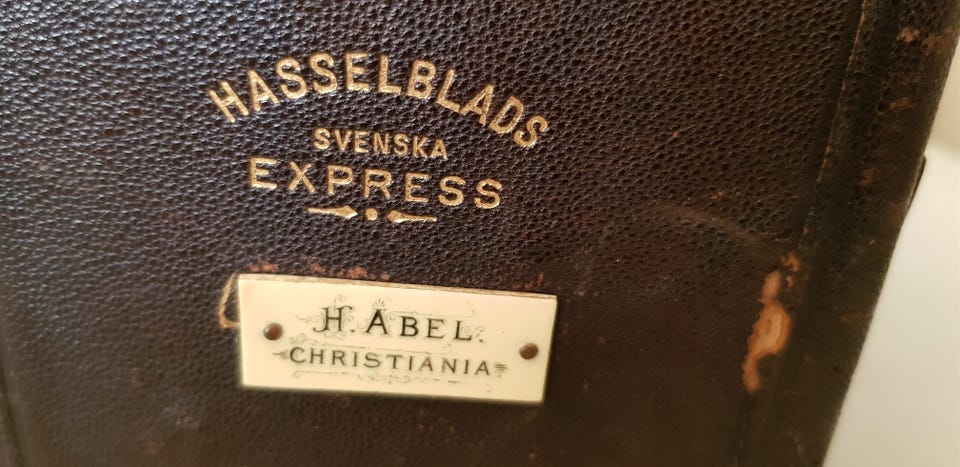 HASSELBLADS
SVENSKA
EXPRESS
H. ABEL.
CHRISTIANIA